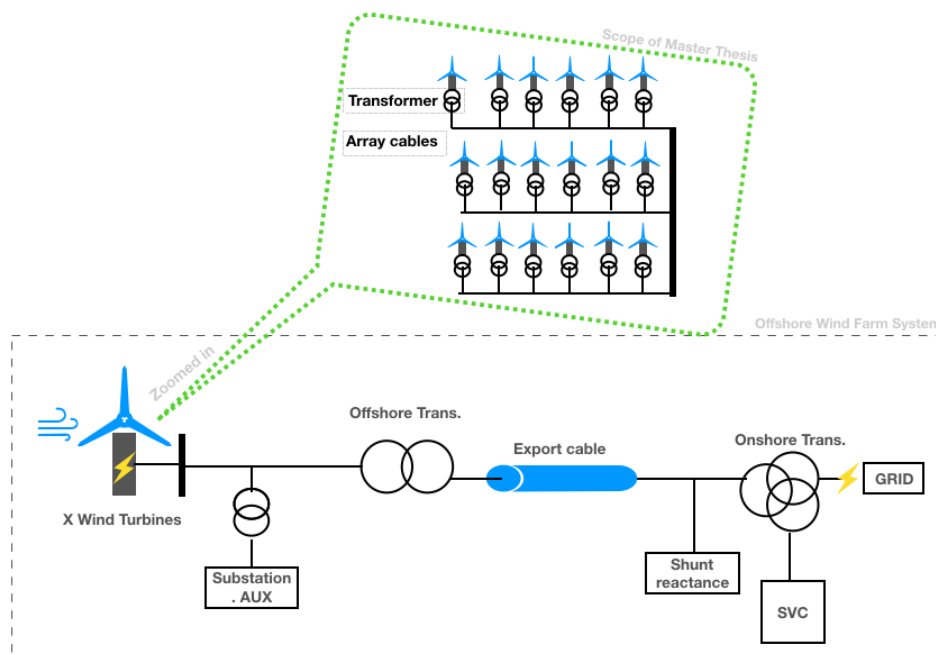 Scope of Master Thesis
Transformer
Array cables
Offshore Wind Farm System
Zoomed in
Offshore Trans.
Export cable
Onshore Trans.
GRID
X Wind Turbines
Substation
. AUX
Shunt
reactance
SVC